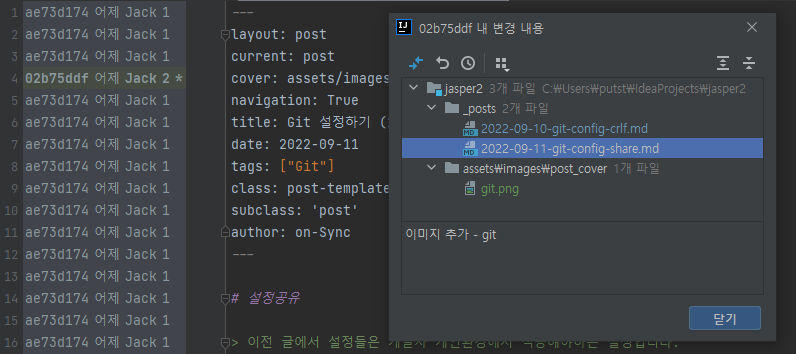 1 ae73d174 어제 Jack 1 ---
2 ae73d174 어제 Jack 1 layout: post
3 ae73d174 어제 Jack 1 current: post
4 02b75ddf 어제 Jack 2 * cover: assets/images
5 ae73d174 어제 Jack 1 navigation: True
6 ae73d174 어제 Jack 1 title: Git 설정하기 (
7 ae73d174 어제 Jack 1 date: 2022-09-11
8 ae73d174 어제 Jack 1 tags: ["Git"]
9 ae73d174 어제 Jack 1 class: post-template
10 ae73d174 어제 Jack 1 subclass: 'post'
11 ae73d174 어제 Jack 1 author: on-Sync
12 ae73d174 어제 Jack 1 ---
13 ae73d174 어제 Jack 1
14 ae73d174 어제 Jack 1 # 설정공유
15 ae73d174 어제 Jack 1
16 ae73d174 어제 Jack 1 > 이전 글에서 설정들은
IJ 02b75ddf 내 변경 내용
jasper2 3개 파일 C:₩Users₩putst₩IdeaProjects₩jasper2
_posts 2개 파일
MD 2022-09-10-git-config-crlf.md
MD 2022-09-11-git-config-share.md
assets₩images₩post_cover 1개 파일
git.png
이미지 추가 - git
닫기